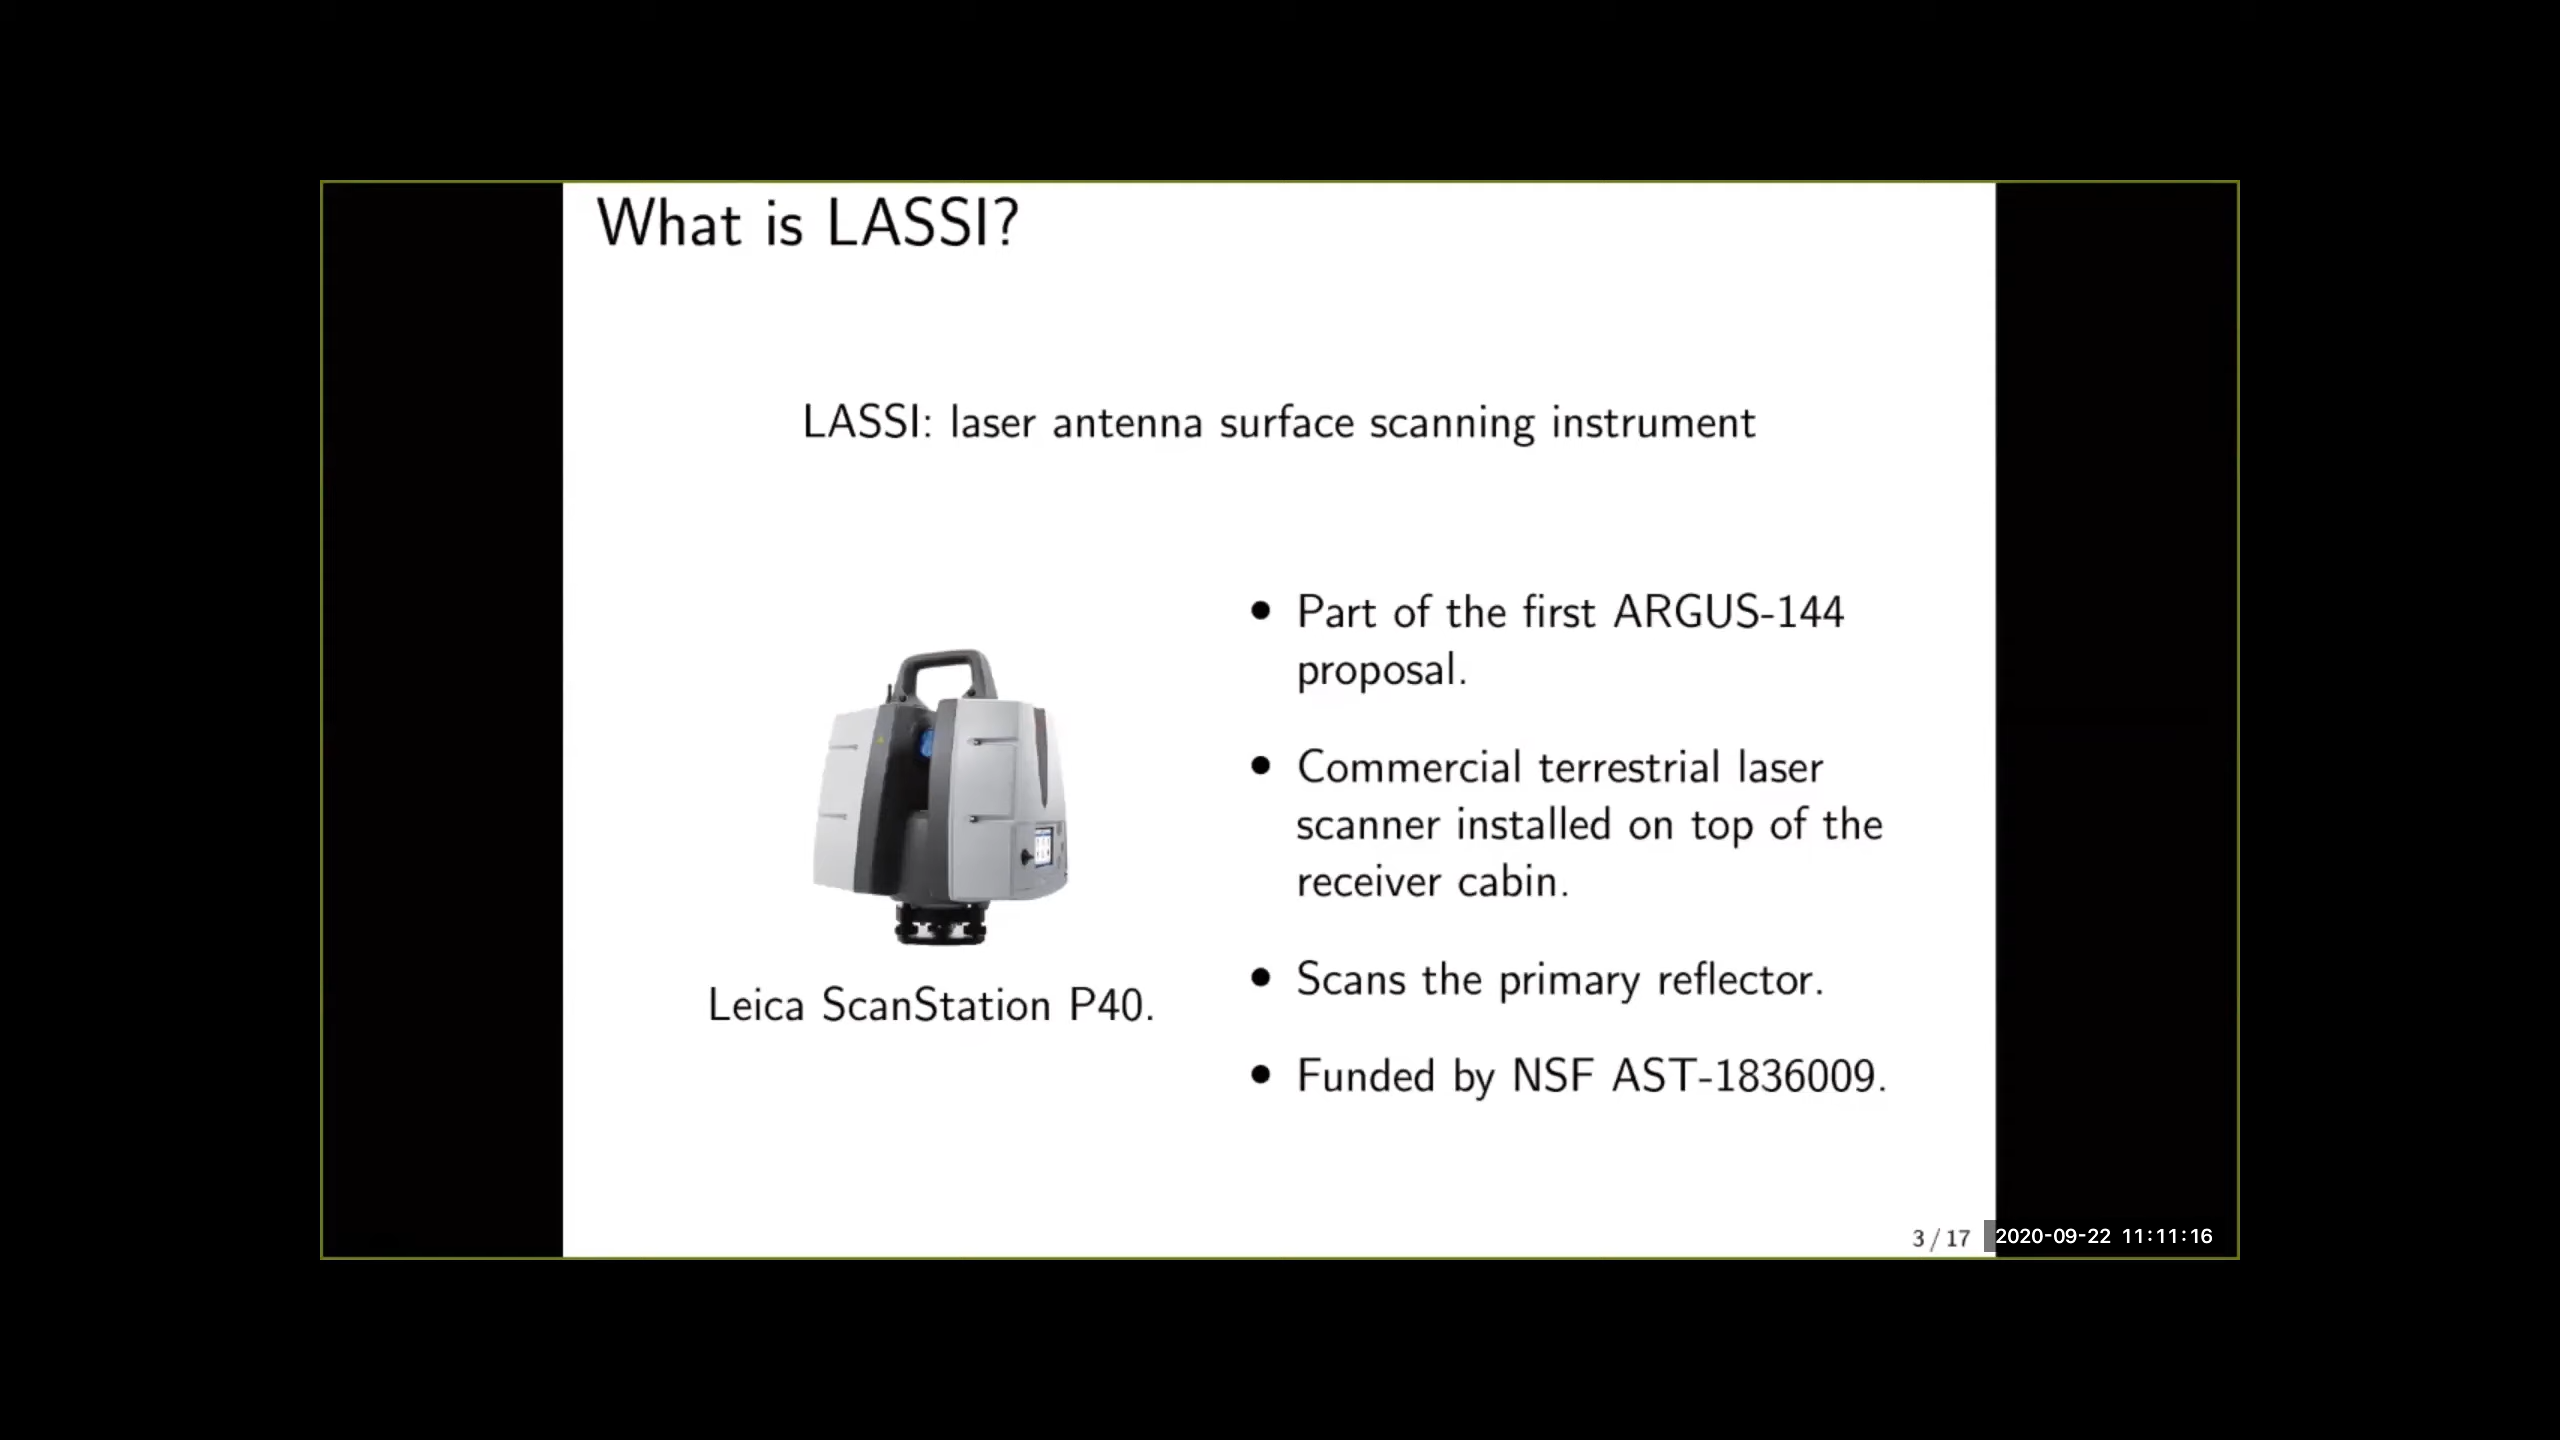 What is LASSI?
LASSI: laser antenna surface scanning instrument
Leica ScanStation P40.
• Part of the first ARGUS-144
proposal.
• Commercial terrestrial laser
scanner installed on top of the
receiver cabin.
• Scans the primary reflector.
• Funded by NSF AST-1836009.
3 / 17
2020-09-22 11:11:16